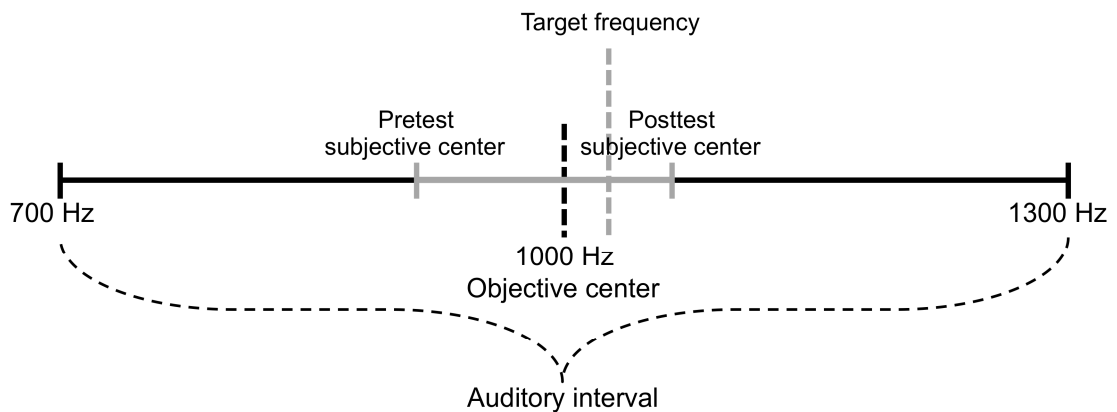 Target frequency
Pretest
subjective center
Posttest
subjective center
700 Hz
1300 Hz
1000 Hz
Objective center
Auditory interval